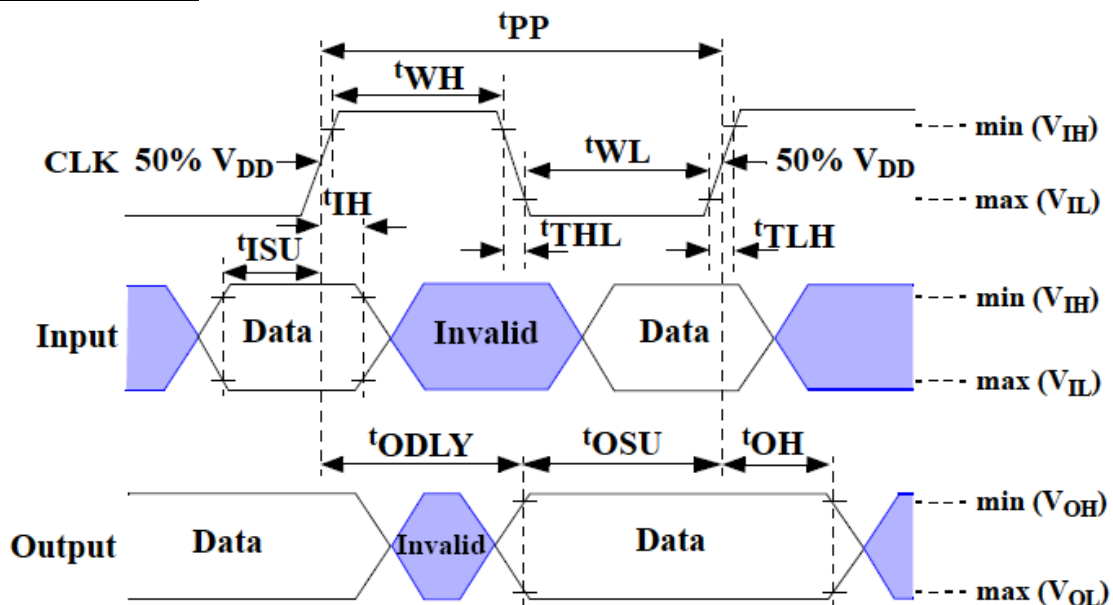 tPP
tWH
min (VIH)
CLK 50% VDD
tWL
50% VDD
max (VIL)
tIH
tISU
tTHL
tTLH
min (VIH)
Input
Data
Invalid
Data
max (VIL)
tODLY
tOSU
tOH
min (VOH)
Output
Data
Invalid
Data
max (VOL)